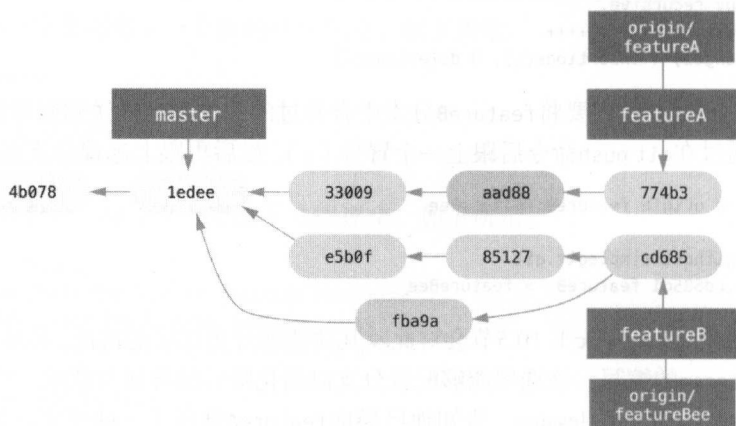 origin/
featureA
master
featureA
4b078
1edee
33009
aad88
774b3
e5b0f
85127
cd685
fba9a
featureB
origin/
featureBee